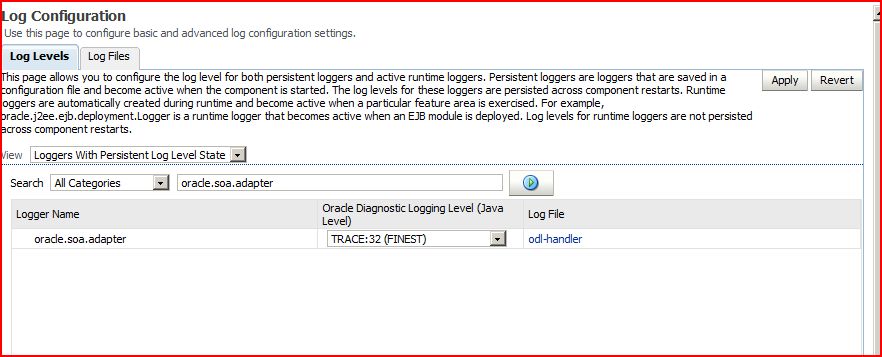 Log Configuration
Use this page to configure basic and advanced log configuration settings.
Log Levels Log Files
This page allows you to configure the log level for both persistent loggers and active runtime loggers. Persistent loggers are loggers that are saved in a
configuration file and become active when the component is started. The log levels for these loggers are persisted across component restarts. Runtime
loggers are automatically created during runtime and become active when a particular feature area is exercised. For example,
oracle.j2ee.ejb.deployment.Logger is a runtime logger that becomes active when an EJB module is deployed. Log levels for runtime loggers are not persisted
across component restarts.
Apply Revert
View Loggers With Persistent Log Level State
Search All Categories oracle.soa.adapter
Logger Name Oracle Diagnostic Logging Level (Java
Level) Log File
oracle.soa.adapter TRACE:32 (FINEST) odl-handler